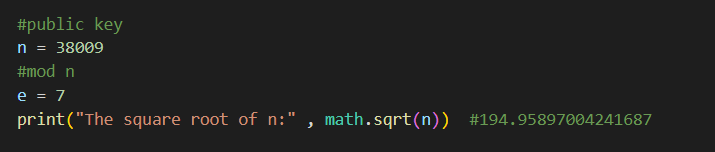 #public key
n = 38009
#mod n
e = 7
print("The square root of n:" , math.sqrt(n))  #194.95897004241687